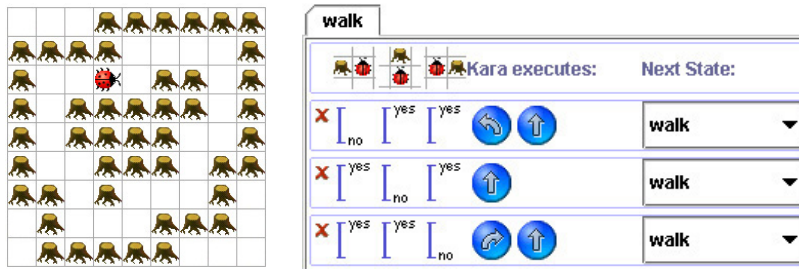 walk
Kara executes: Next State:
no yes yes walk
yes no yes walk
yes yes no walk